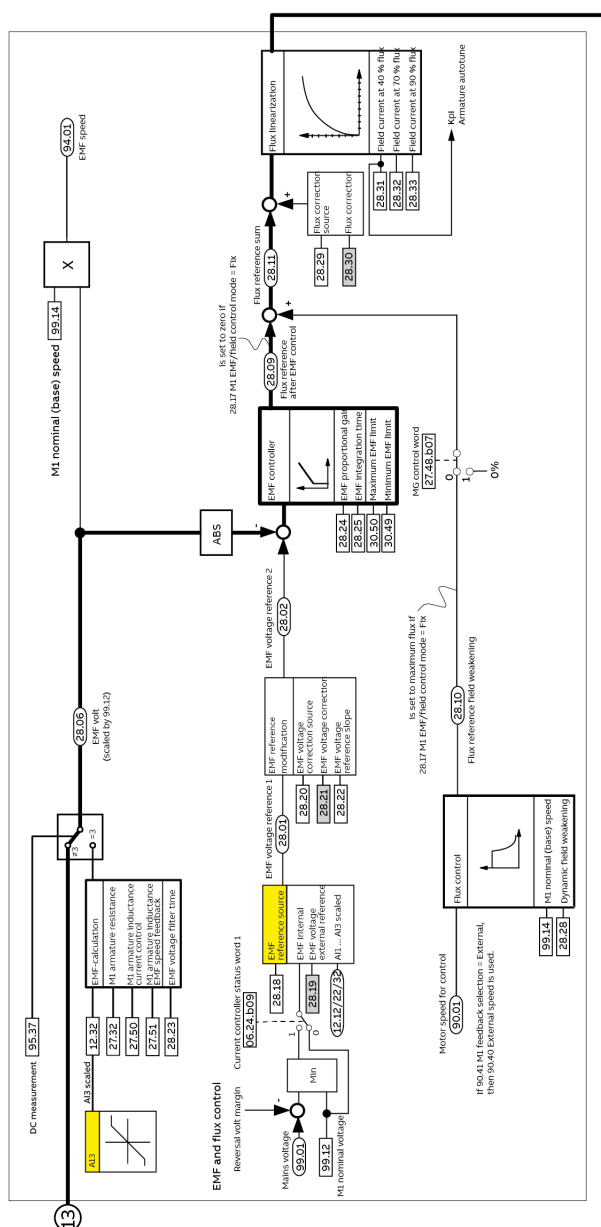 13
95.37
DC measurement
AI3
AI3 scaled
12.32
27.32
27.50
27.51
28.23
EMF-calculation
M1 armature resistance
M1 armature inductance
current control
M1 armature inductance
EMF speed feedback
EMF voltage filter time
≠3
=3
28.06
EMF volt
(scaled by 99.12)
M1 nominal (base) speed
99.14
X
94.01
EMF speed
ABS
-
EMF and flux control
Reversal volt margin
-
Mains voltage
99.01
99.12
M1 nominal voltage
Min
Current controller status word 1
06.24.b09
1
0
28.18
28.19
12.12/22/32
EMF
reference source
EMF Internal
EMF voltage
external reference
AI1 ... AI3 scaled
EMF voltage reference 1
28.01
EMF reference
modification
28.20
EMF voltage
correction source
28.21
EMF voltage correction
28.22
EMF voltage
reference slope
EMF voltage reference 2
28.02
EMF controller
28.24
EMF proportional gain
28.25
EMF integration time
30.50
Maximum EMF limit
30.49
Minimum EMF limit
28.09
Flux reference
after EMF control
Is set to zero if
28.17 M1 EMF/field control mode = Fix
+
Flux reference sum
28.11
+
28.29
Flux correction
source
28.30
Flux correction
Flux linearization
28.31
Field current at 40 % flux
28.32
Field current at 70 % flux
28.33
Field current at 90 % flux
Kpi
Armature autotune
Motor speed for control
90.01
If 90.41 M1 feedback selection = External,
then 90.40 External speed is used.
Flux control
99.14
M1 nominal (base) speed
28.28
Dynamic field weakening
28.10
Flux reference field weakening
Is set to maximum flux if
28.17 M1 EMF/field control mode = Fix
MG control word
27.48.b07
0
1
0%